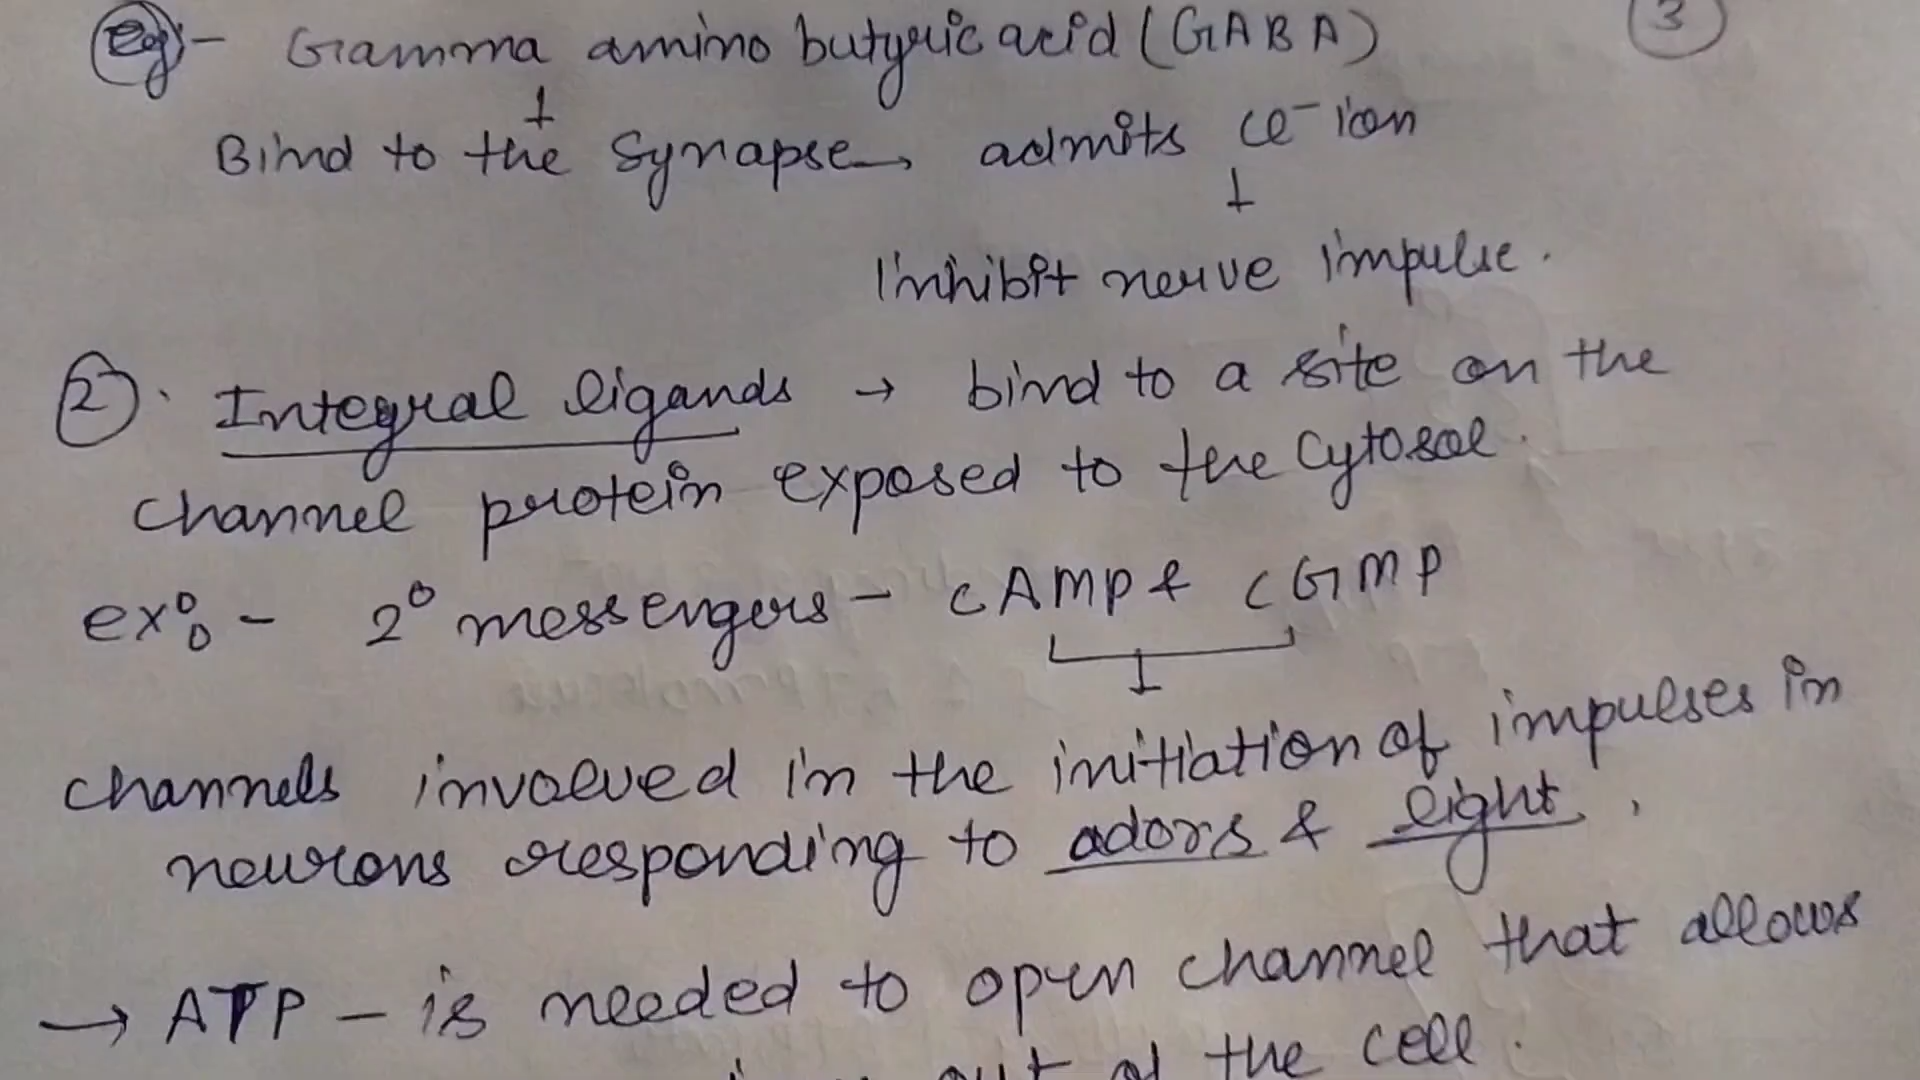 3
eg - Gamma amino butyric acid (GABA)
↓
Bind to the Synapse → admits Cl⁻ ion
↓
Inhibit nerve impulse.
2. Integral ligands → bind to a site on the
channel protein exposed to the Cytosol.
ex:- 2° messengers - cAMP & cGMP
↓
channels involved in the initiation of impulses in
neurons responding to odors & light.
→ ATP - is needed to open channel that allows
out of the cell.